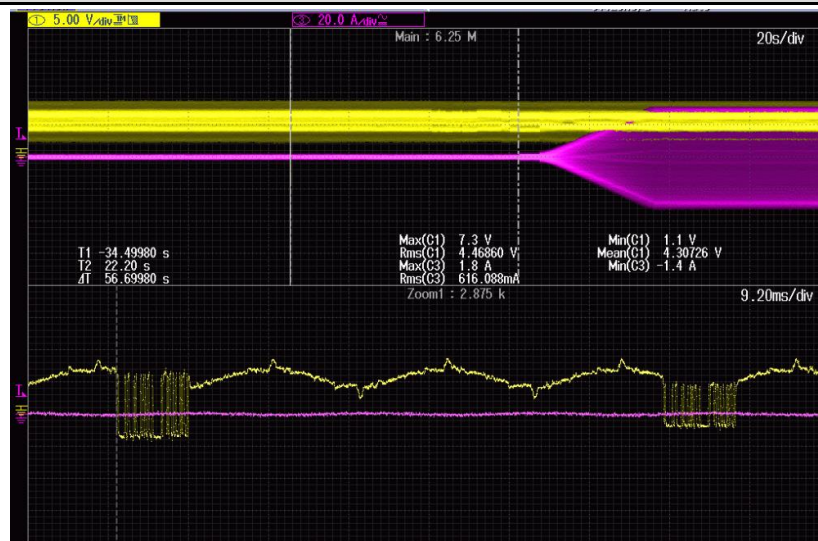 ① 5.00 V/div
③ 20.0 A/div
Main : 6.25 M
20s/div
T1 -34.49980 s
T2 22.20 s
ΔT 56.69980 s
Max(C1) 7.3 V
Rms(C1) 4.46860 V
Max(C3) 1.8 A
Rms(C3) 616.088mA
Min(C1) 1.1 V
Mean(C1) 4.30726 V
Min(C3) -1.4 A
Zoom1 : 2.875 k
9.20ms/div